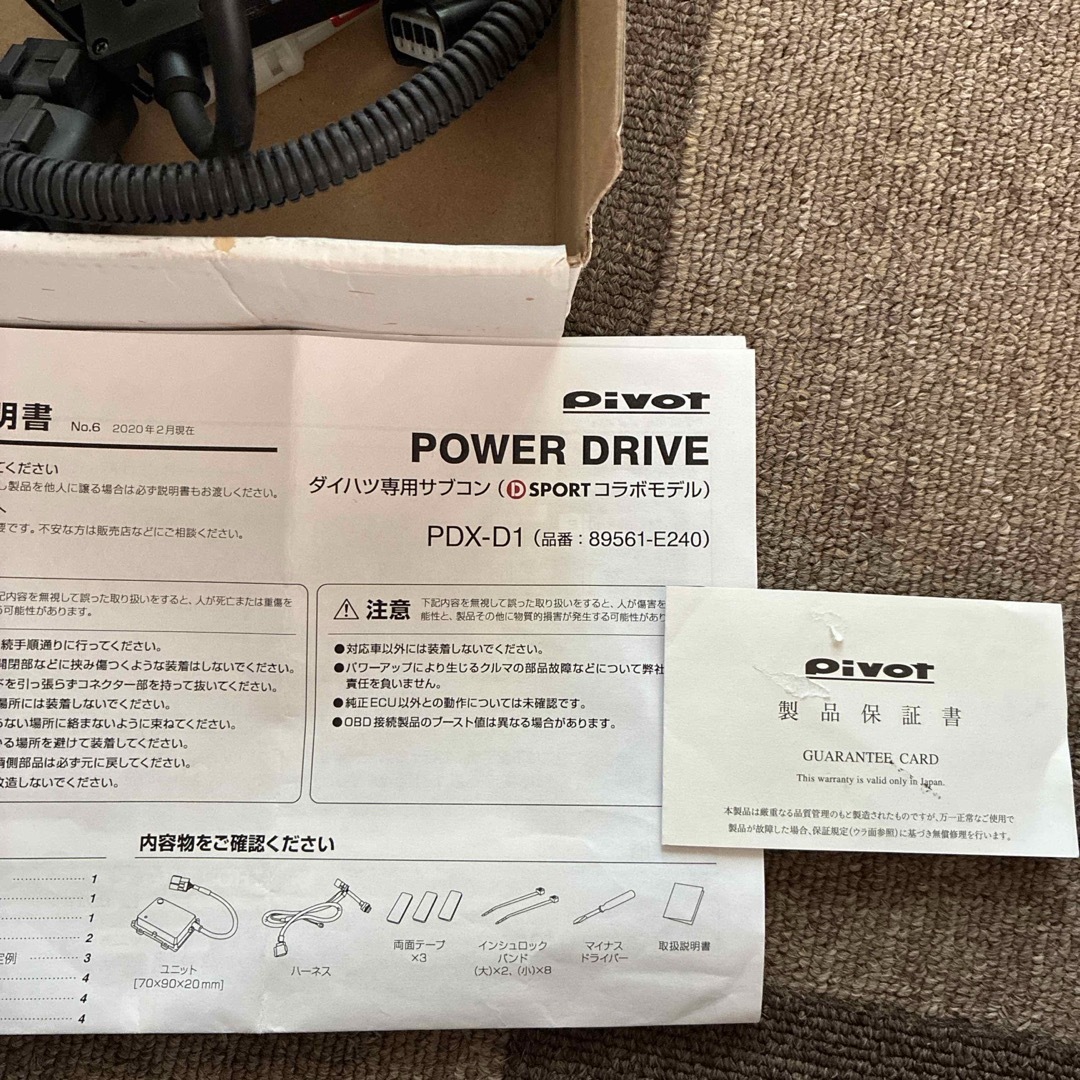 明書 No.6 2020年2月現在
てください
し製品を他人に譲る場合は必ず説明書もお渡しください。
要です。不安な方は販売店などにご相談ください。
記内容を無視して誤った取り扱いをすると、人が死亡または重傷を
可能性があります。
続手順通りに行ってください。
開閉部などに挟み傷つくような装着はしないでください。
ドを引っ張らずコネクター部を持って抜いてください。
場所には装着しないでください。
らない場所に絡まないように束ねてください。
いる場所を避けて装着してください。
両側部品は必ず元に戻してください。
改造しないでください。
pivot
POWER DRIVE
ダイハツ専用サブコン（D SPORTコラボモデル）
PDX-D1（品番：89561-E240）
注意
下記内容を無視して誤った取り扱いをすると、人が傷害を
能性と、製品その他に物質的損害が発生する可能性があり
●対応車以外には装着しないでください。
●パワーアップにより生じるクルマの部品故障などについて弊社
責任を負いません。
●純正ECU以外との動作については未確認です。
●OBD接続製品のブースト値は異なる場合があります。
内容物をご確認ください
1
1
1
2
定例 3
4
4
4
ユニット
[70×90×20mm]
ハーネス
両面テープ
×3
インシュロック
バンド
(大)×2、(小)×8
マイナス
ドライバー
取扱説明書
pivot
製品保証書
GUARANTEE CARD
This warranty is valid only in Japan.
本製品は厳重なる品質管理のもと製造されたものですが、万一正常なご使用で
製品が故障した場合、保証規定(ウラ面参照)に基づき無償修理を行います。